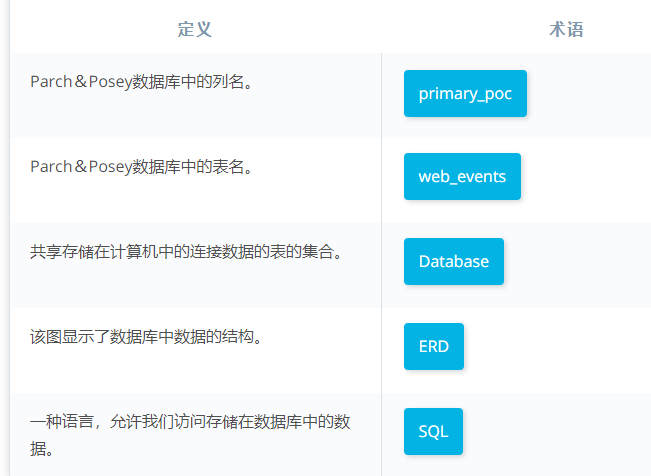 定义 术语
Parch＆Posey数据库中的列名。 primary_poc
Parch＆Posey数据库中的表名。 web_events
共享存储在计算机中的连接数据的表的集合。 Database
该图显示了数据库中数据的结构。 ERD
一种语言，允许我们访问存储在数据库中的数
据。 SQL